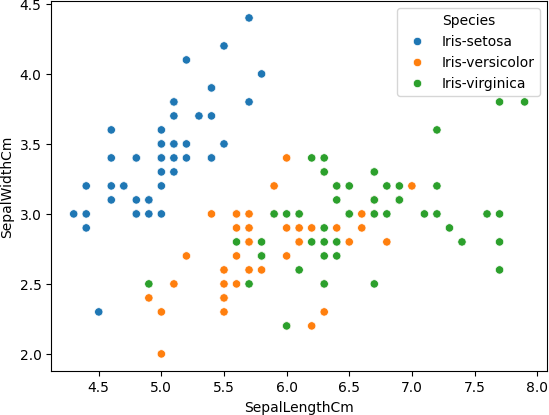 Species
Iris-setosa
Iris-versicolor
Iris-virginica
SepalWidthCm
4.5
4.0
3.5
3.0
2.5
2.0
4.5 5.0 5.5 6.0 6.5 7.0 7.5 8.0
SepalLengthCm